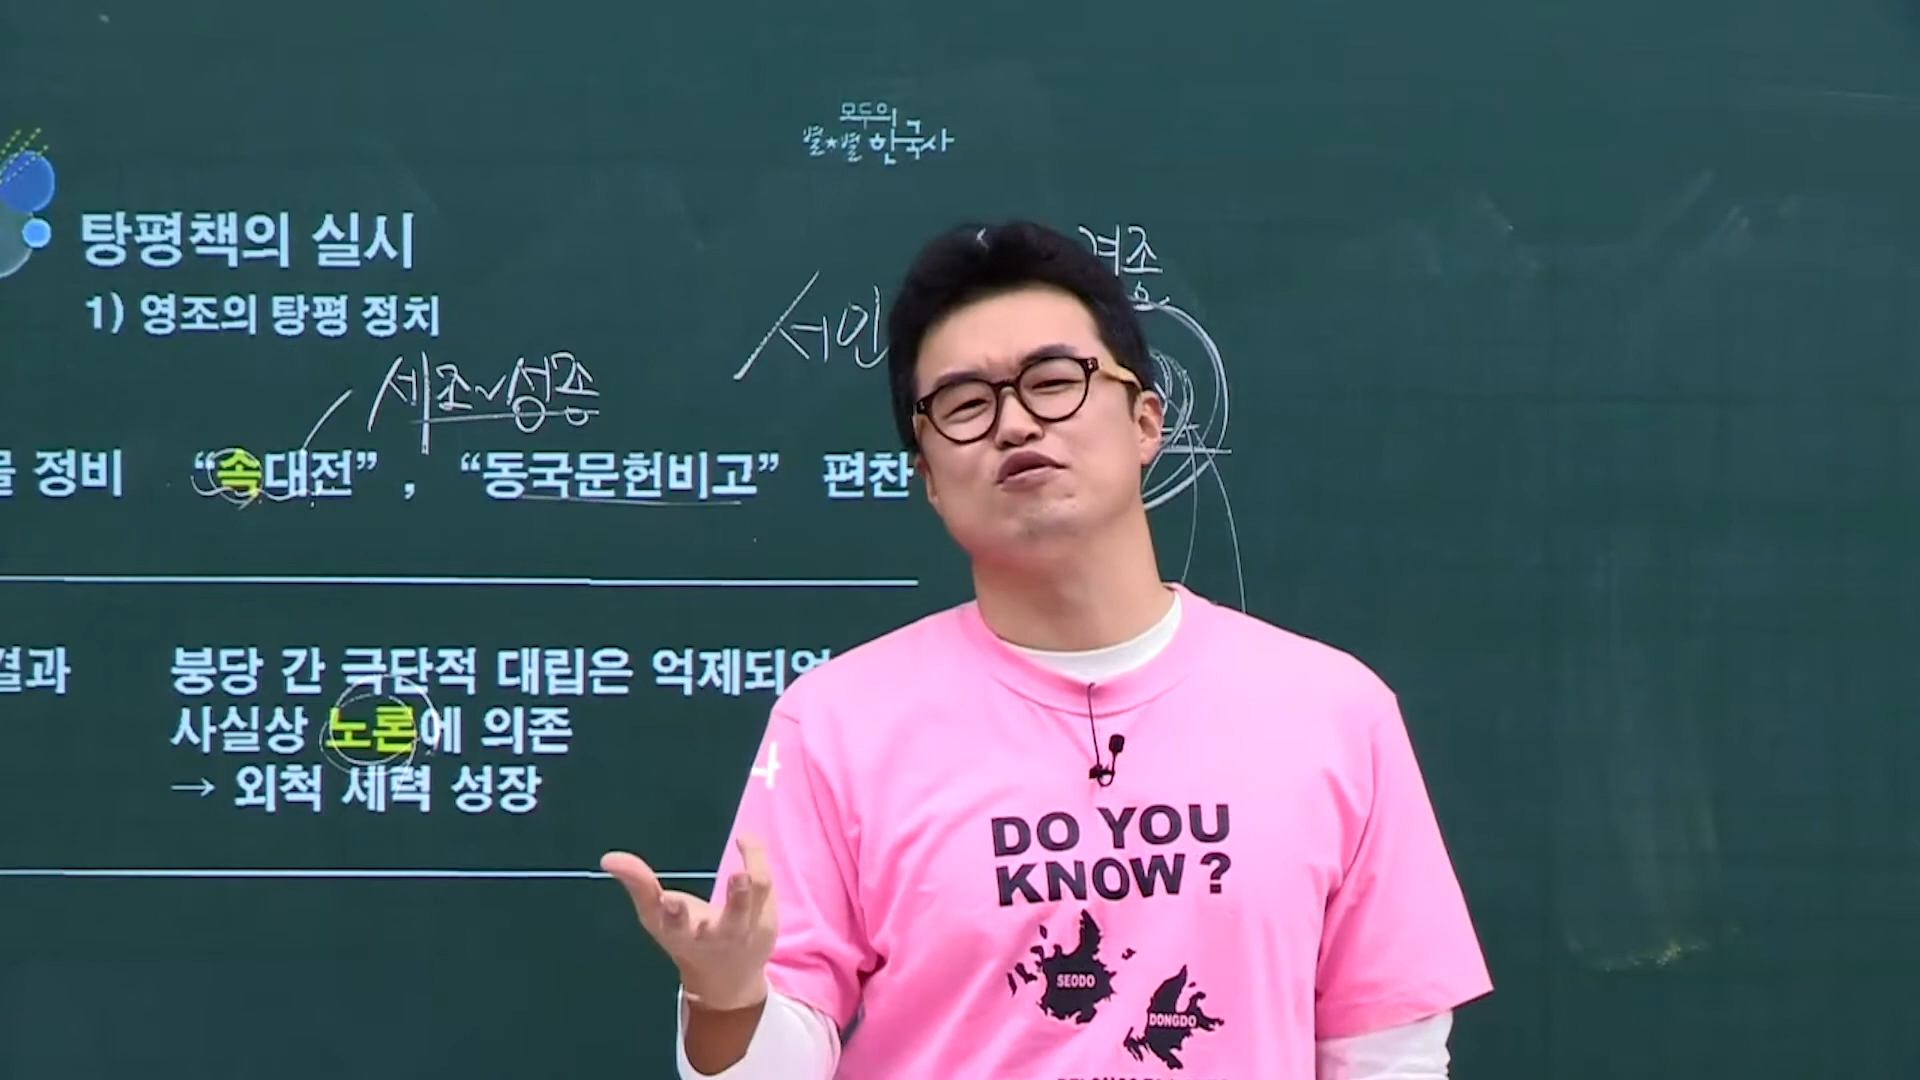 모두의
별★별 한국사
탕평책의 실시
1) 영조의 탕평 정치
경종
서인
세조~성종
정비 “속대전”, “동국문헌비고” 편찬
결과 붕당 간 극단적 대립은 억제되었
사실상 노론에 의존
→ 외척 세력 성장
DO YOU
KNOW?
SEODO
DONGDO